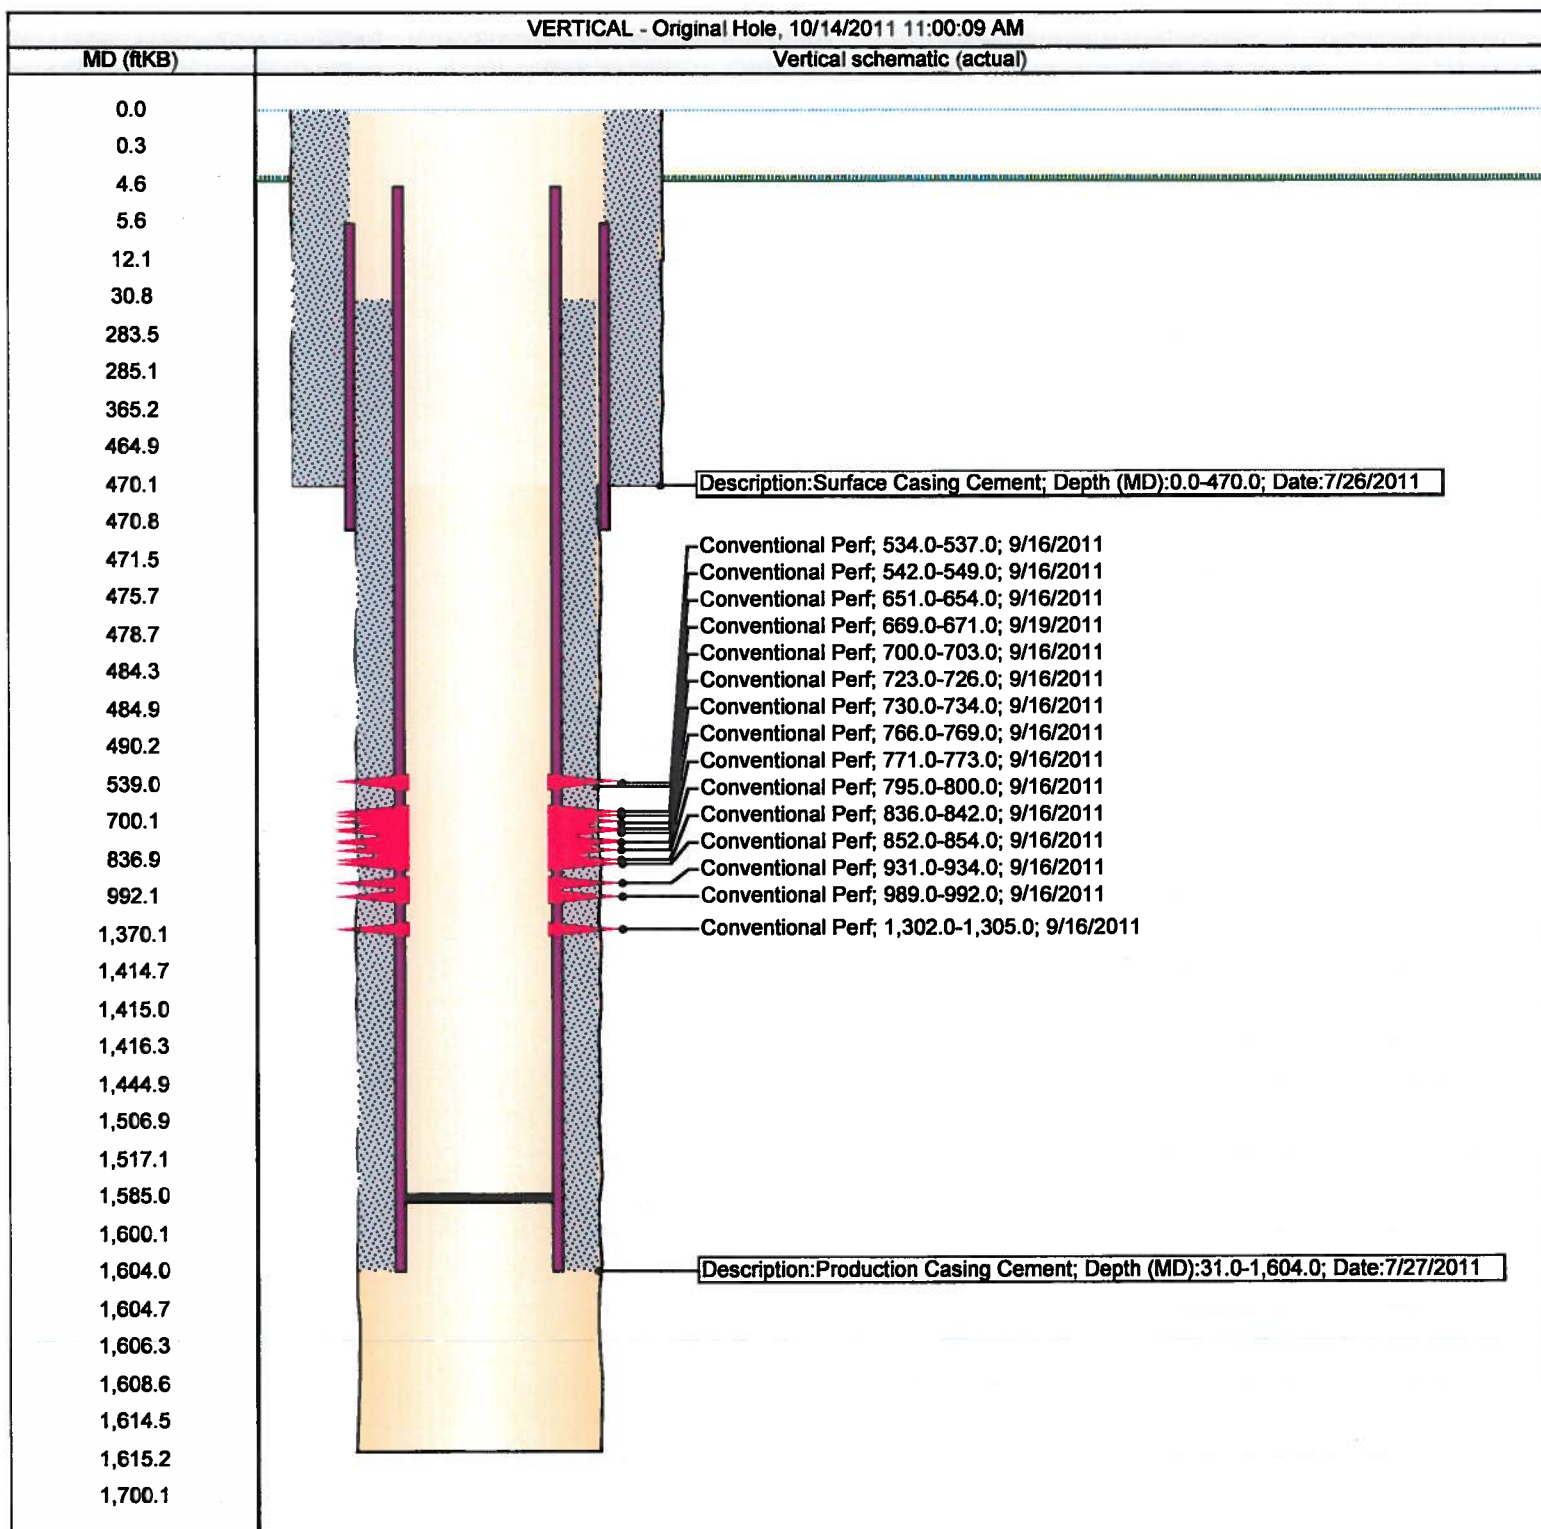 VERTICAL - Original Hole, 10/14/2011 11:00:09 AM
MD (ftKB)
Vertical schematic (actual)
0.0
0.3
4.6
5.6
12.1
30.8
283.5
285.1
365.2
464.9
470.1
Description:Surface Casing Cement; Depth (MD):0.0-470.0; Date:7/26/2011
470.8
471.5
475.7
478.7
484.3
484.9
490.2
539.0
700.1
836.9
992.1
1,370.1
1,414.7
1,415.0
1,416.3
1,444.9
1,506.9
1,517.1
1,585.0
1,600.1
1,604.0
1,604.7
1,606.3
1,608.6
1,614.5
1,615.2
1,700.1
Conventional Perf; 534.0-537.0; 9/16/2011
Conventional Perf; 542.0-549.0; 9/16/2011
Conventional Perf; 651.0-654.0; 9/16/2011
Conventional Perf; 669.0-671.0; 9/19/2011
Conventional Perf; 700.0-703.0; 9/16/2011
Conventional Perf; 723.0-726.0; 9/16/2011
Conventional Perf; 730.0-734.0; 9/16/2011
Conventional Perf; 766.0-769.0; 9/16/2011
Conventional Perf; 771.0-773.0; 9/16/2011
Conventional Perf; 795.0-800.0; 9/16/2011
Conventional Perf; 836.0-842.0; 9/16/2011
Conventional Perf; 852.0-854.0; 9/16/2011
Conventional Perf; 931.0-934.0; 9/16/2011
Conventional Perf; 989.0-992.0; 9/16/2011
Conventional Perf; 1,302.0-1,305.0; 9/16/2011
Description:Production Casing Cement; Depth (MD):31.0-1,604.0; Date:7/27/2011